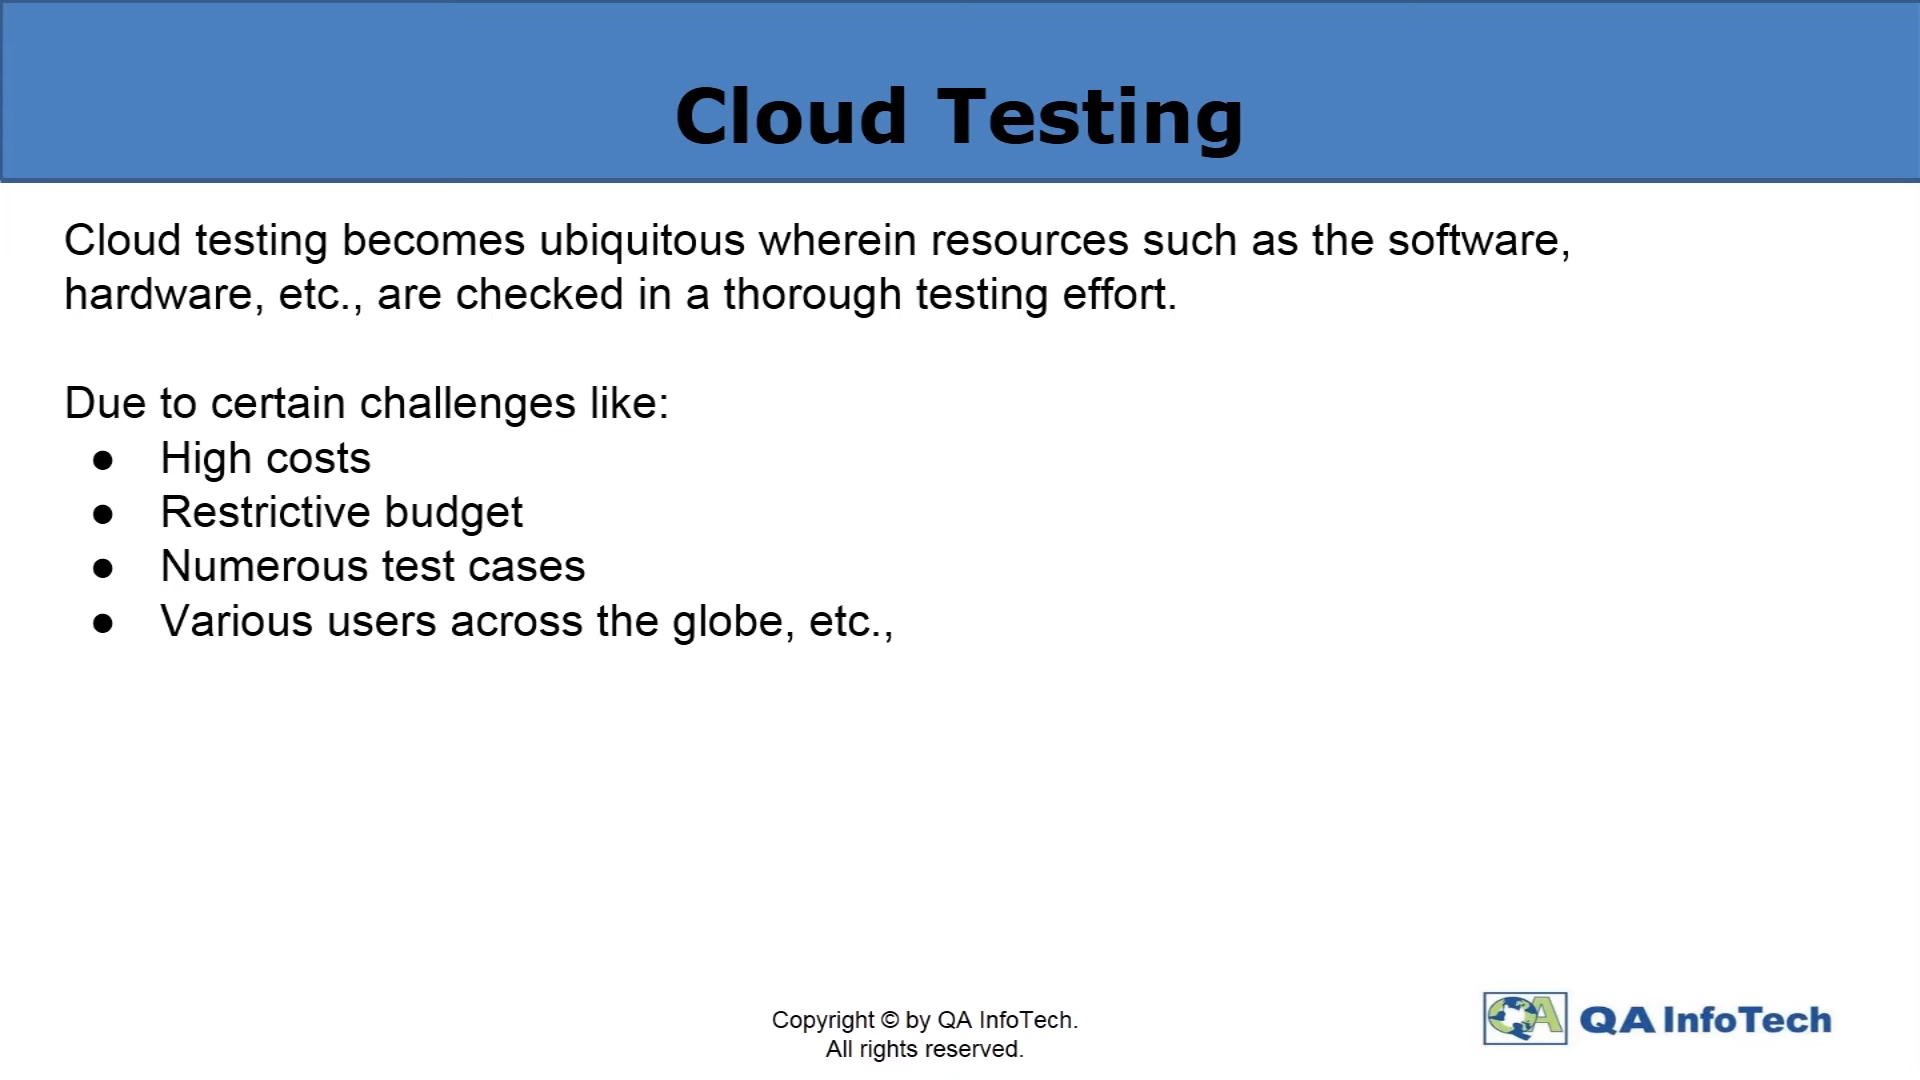 Cloud Testing
Cloud testing becomes ubiquitous wherein resources such as the software,
hardware, etc., are checked in a thorough testing effort.
Due to certain challenges like:
● High costs
● Restrictive budget
● Numerous test cases
● Various users across the globe, etc.,
Copyright © by QA InfoTech.
All rights reserved.
QA
QA InfoTech